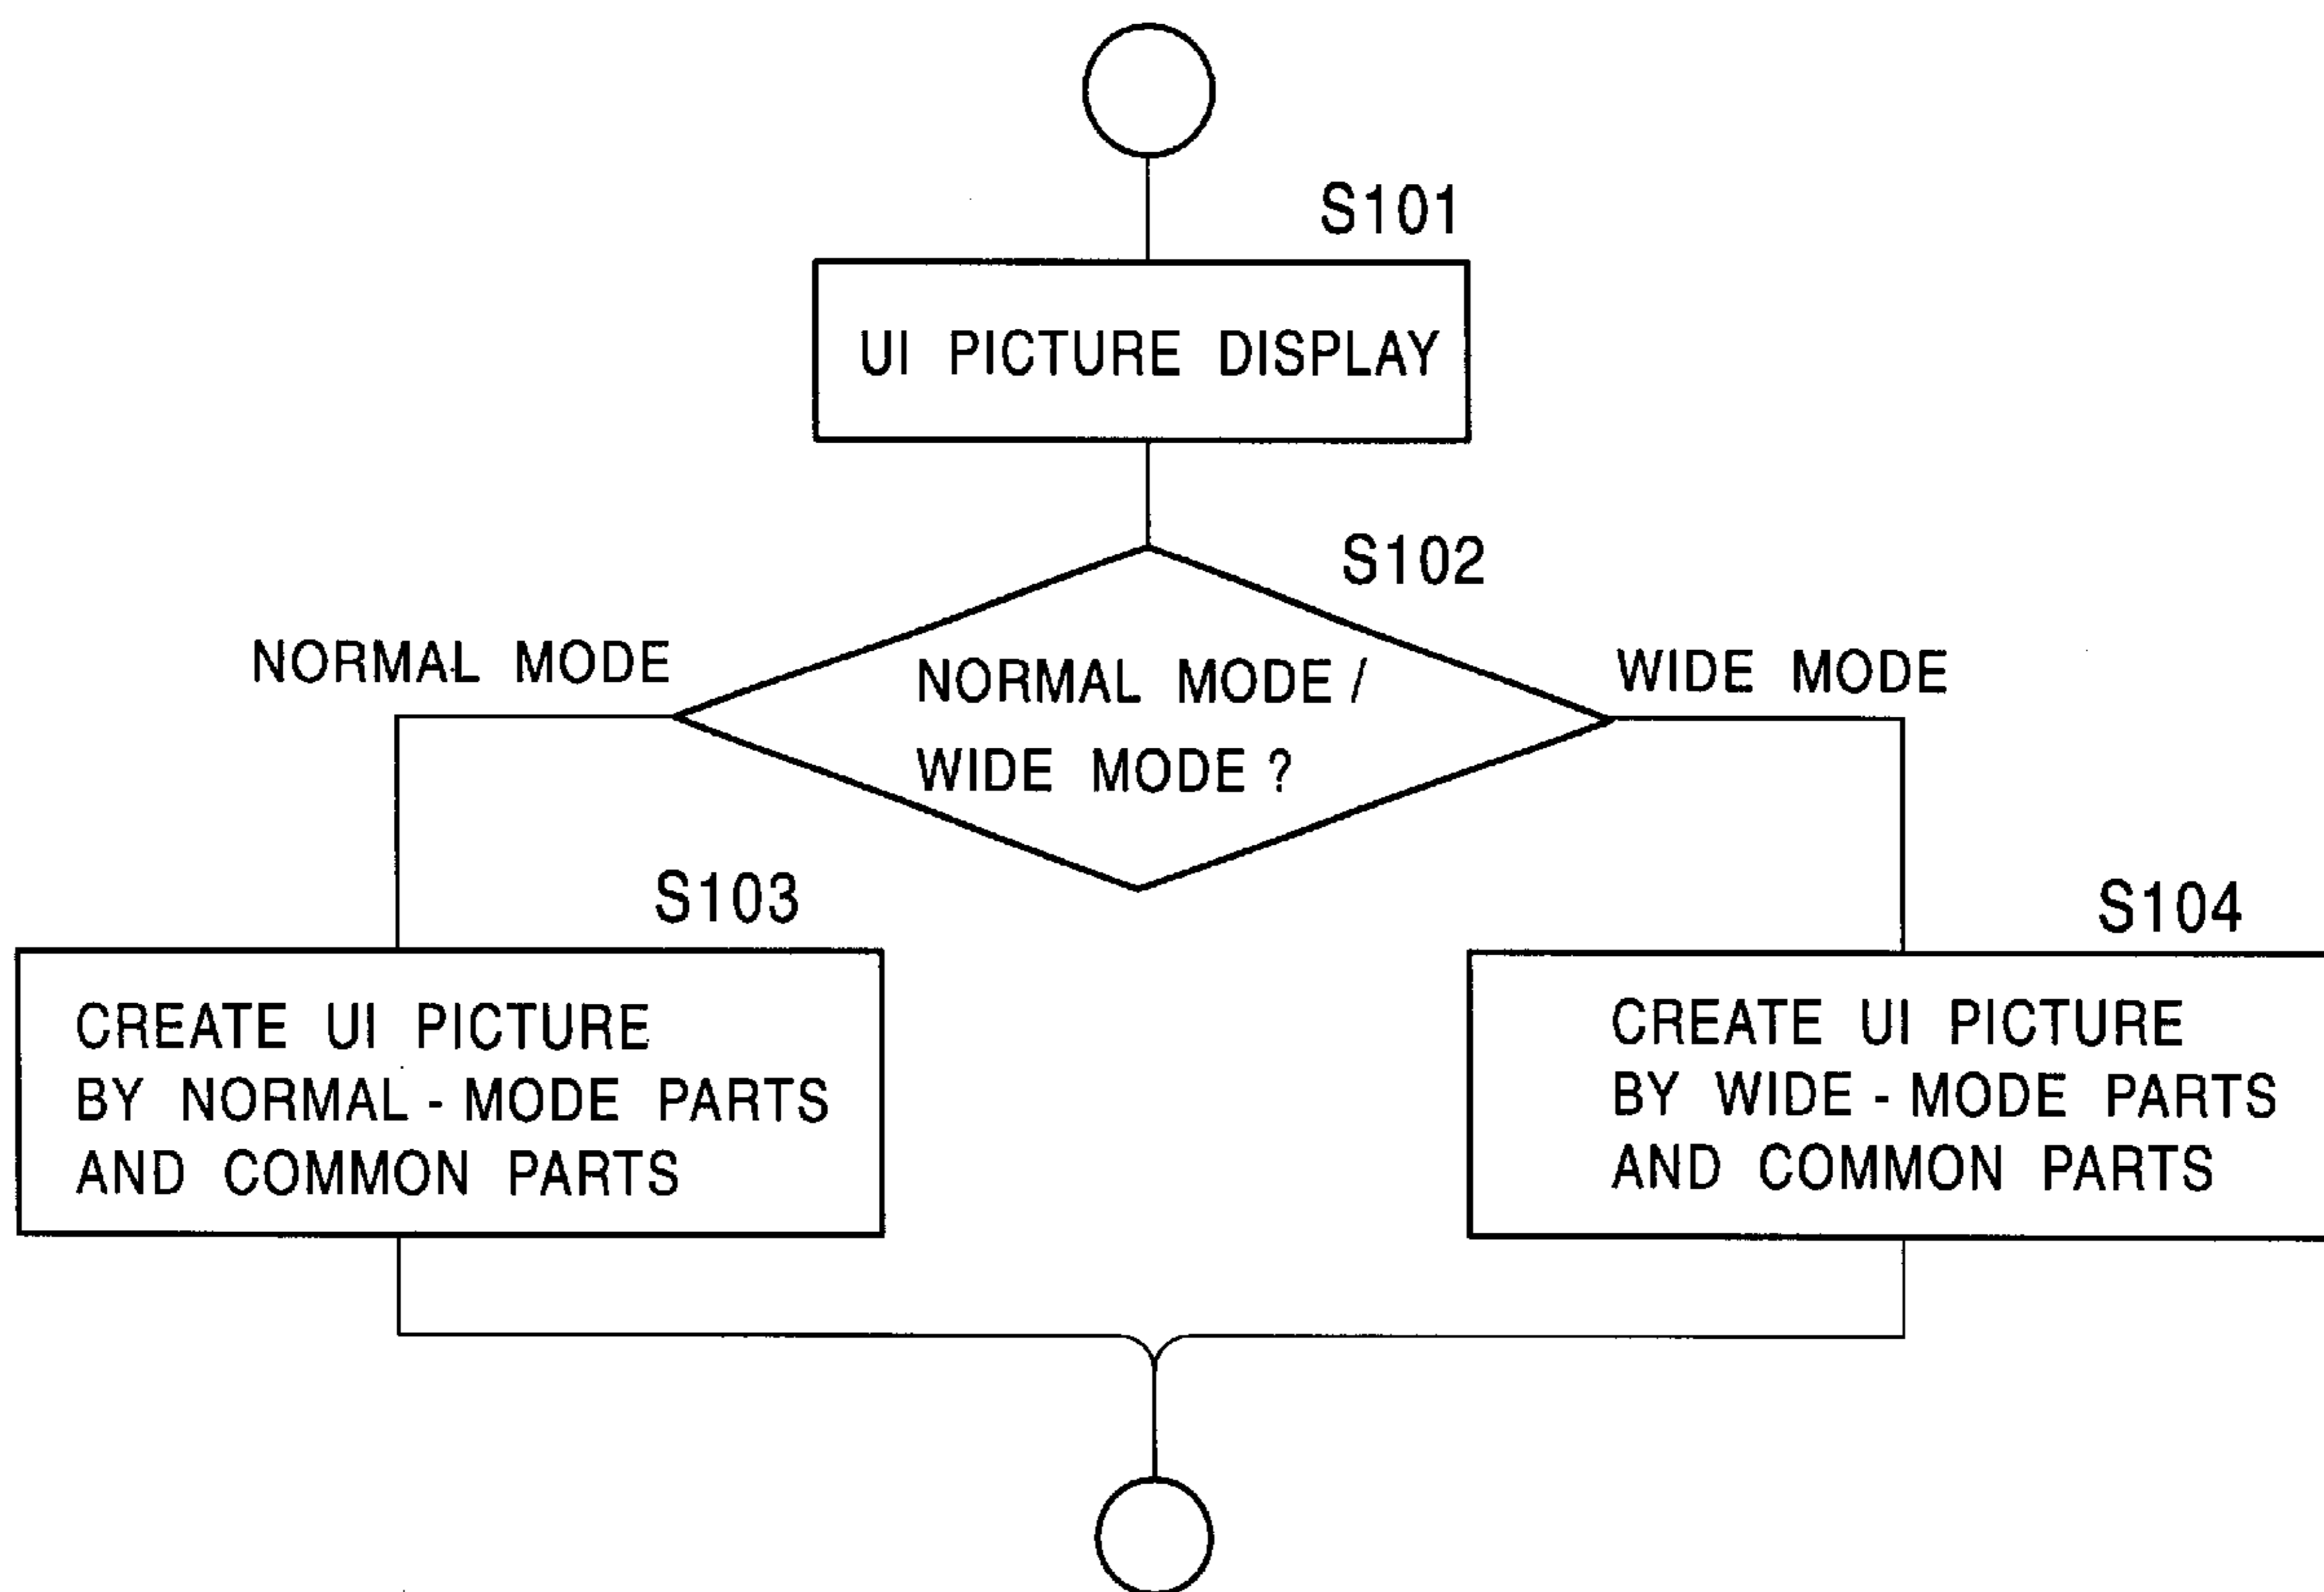 S101
UI PICTURE DISPLAY
S102
NORMAL MODE
NORMAL MODE /
WIDE MODE ?
WIDE MODE
S103
CREATE UI PICTURE
BY NORMAL - MODE PARTS
AND COMMON PARTS
S104
CREATE UI PICTURE
BY WIDE - MODE PARTS
AND COMMON PARTS